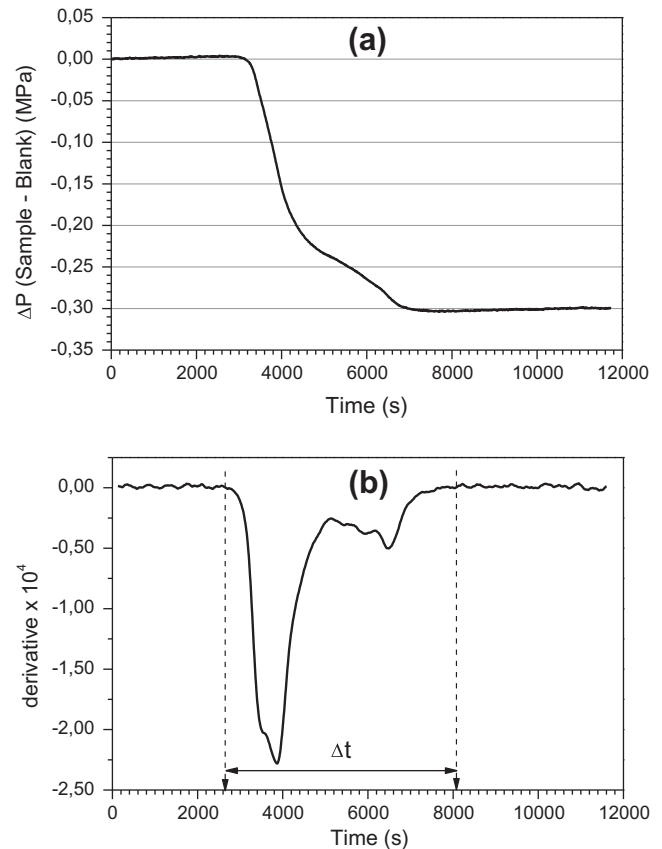 (a)
0,00
-0,05
-0,10
-0,15
-0,20
-0,25
-0,30
-0,35
ΔP (Sample - Blank) (MPa)
0 2000 4000 6000 8000 10000 12000
Time (s)
(b)
0,00
-0,50
-1,00
-1,50
-2,00
-2,50
derivative x 10⁴
Δt
0 2000 4000 6000 8000 10000 12000
Time (s)
0,05